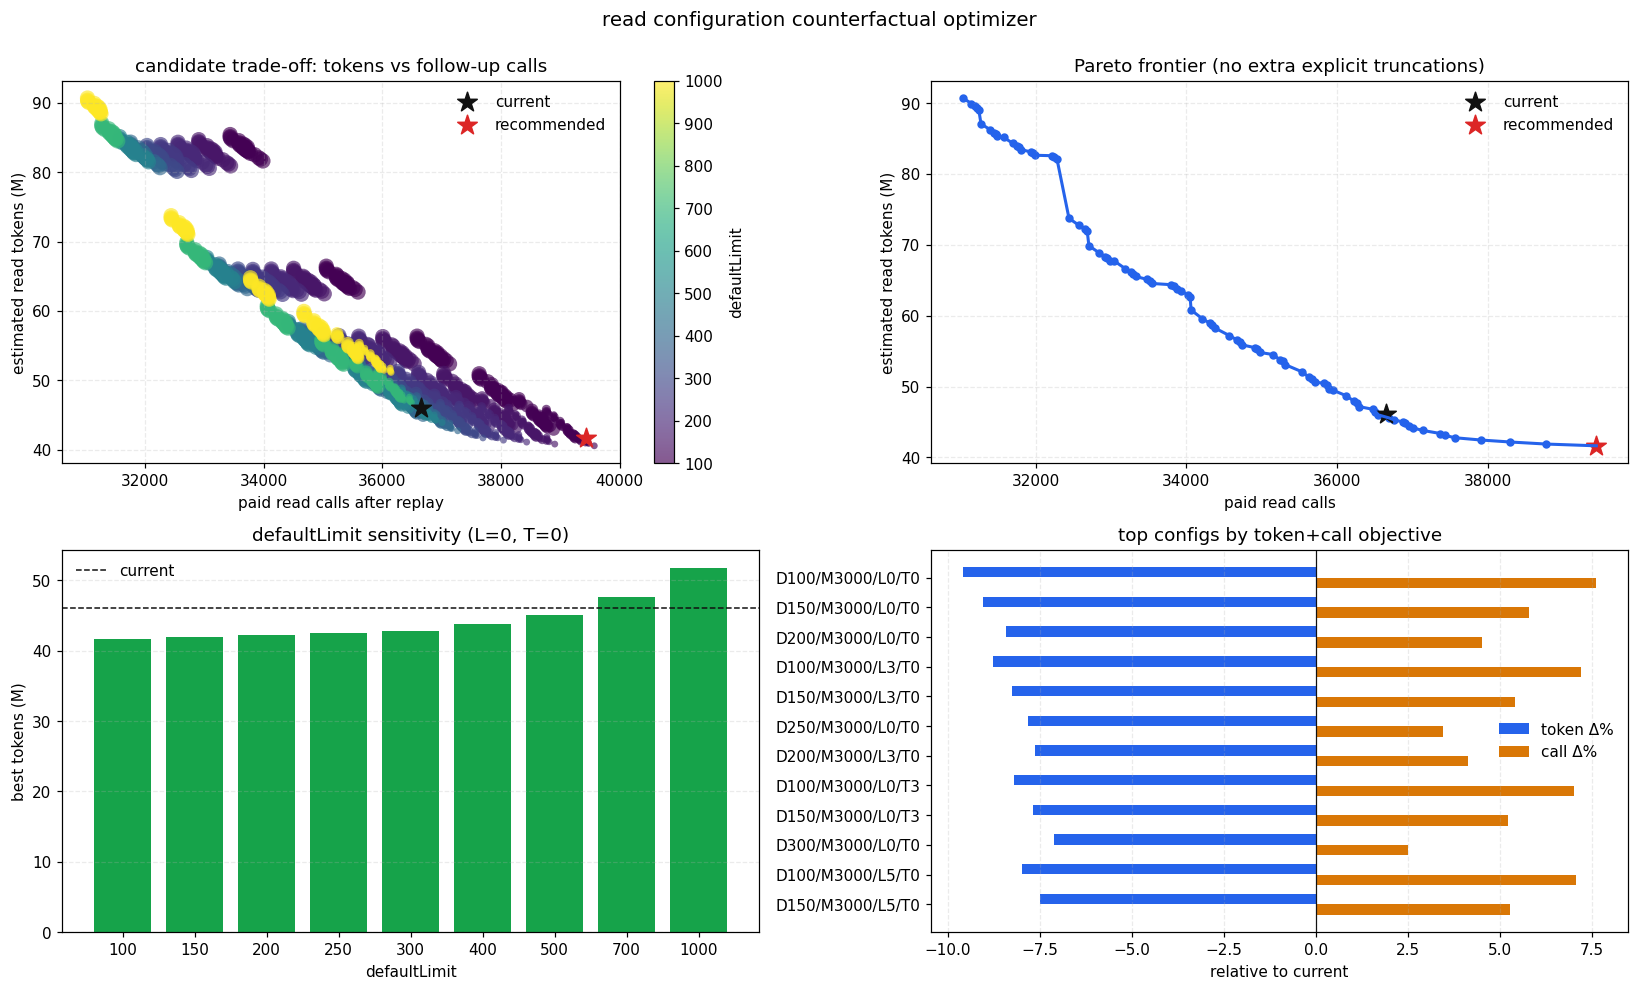 read configuration counterfactual optimizer
candidate trade-off: tokens vs follow-up calls
estimated read tokens (M)
90
80
70
60
50
40
32000
34000
36000
38000
40000
paid read calls after replay
current
recommended
1000
900
800
700
600
500
400
300
200
100
defaultLimit
Pareto frontier (no extra explicit truncations)
estimated read tokens (M)
90
80
70
60
50
40
32000
34000
36000
38000
paid read calls
current
recommended
defaultLimit sensitivity (L=0, T=0)
best tokens (M)
50
40
30
20
10
0
current
100
150
200
250
300
400
500
700
1000
defaultLimit
top configs by token+call objective
D100/M3000/L0/T0
D150/M3000/L0/T0
D200/M3000/L0/T0
D100/M3000/L3/T0
D150/M3000/L3/T0
D250/M3000/L0/T0
D200/M3000/L3/T0
D100/M3000/L0/T3
D150/M3000/L0/T3
D300/M3000/L0/T0
D100/M3000/L5/T0
D150/M3000/L5/T0
token Δ%
call Δ%
−10.0
−7.5
−5.0
−2.5
0.0
2.5
5.0
7.5
relative to current